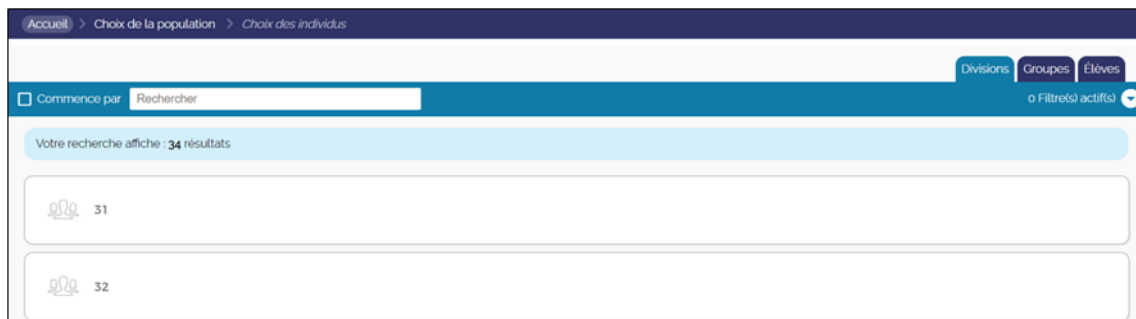 Accueil > Choix de la population > Choix des individus
Divisions Groupes Élèves
Commence par Rechercher 0 Filtre(s) actif(s)
Votre recherche affiche : 34 résultats
31
32